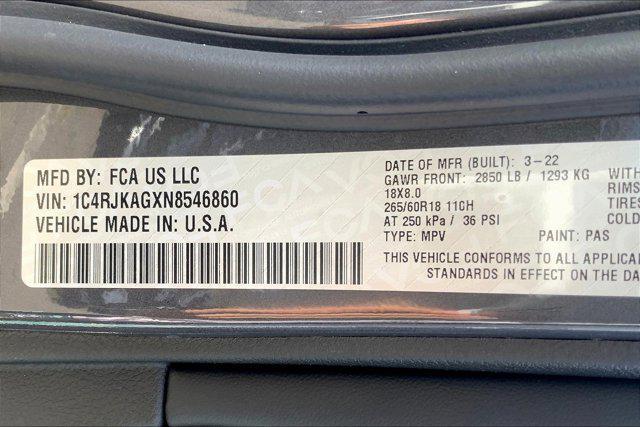 MFD BY: FCA US LLC
VIN: 1C4RJKAGXN8546860
VEHICLE MADE IN: U.S.A.
DATE OF MFR (BUILT): 3-22
GAWR FRONT: 2850 LB / 1293 KG WITH
18X8.0 RIMS
265/60R18 110H TIRES
AT 250 kPa / 36 PSI COLD
TYPE: MPV PAINT: PAS
THIS VEHICLE CONFORMS TO ALL APPLICABLE
STANDARDS IN EFFECT ON THE DA